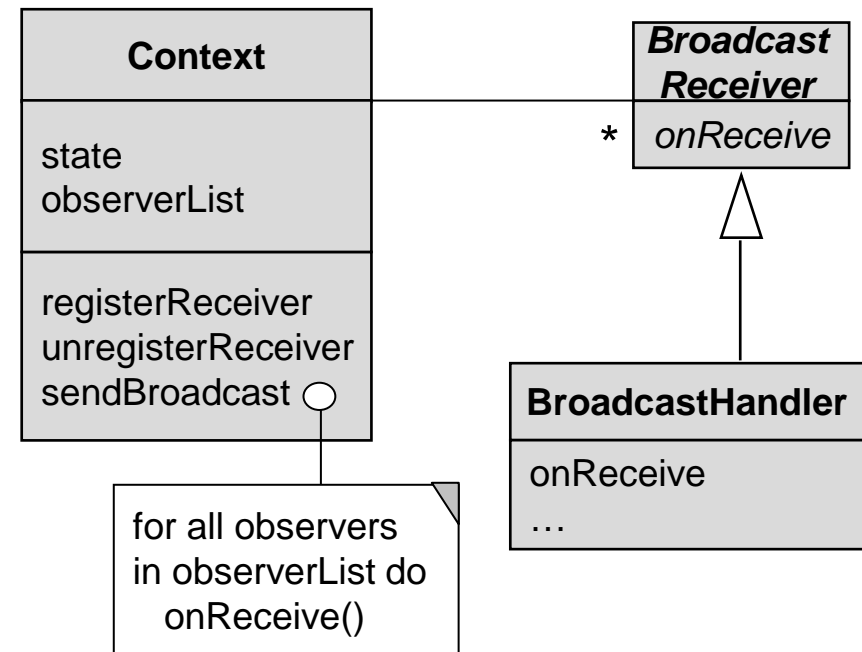 Context
state
observerList
registerReceiver
unregisterReceiver
sendBroadcast
for all observers
in observerList do
onReceive()
Broadcast
Receiver
*
onReceive
BroadcastHandler
onReceive
…